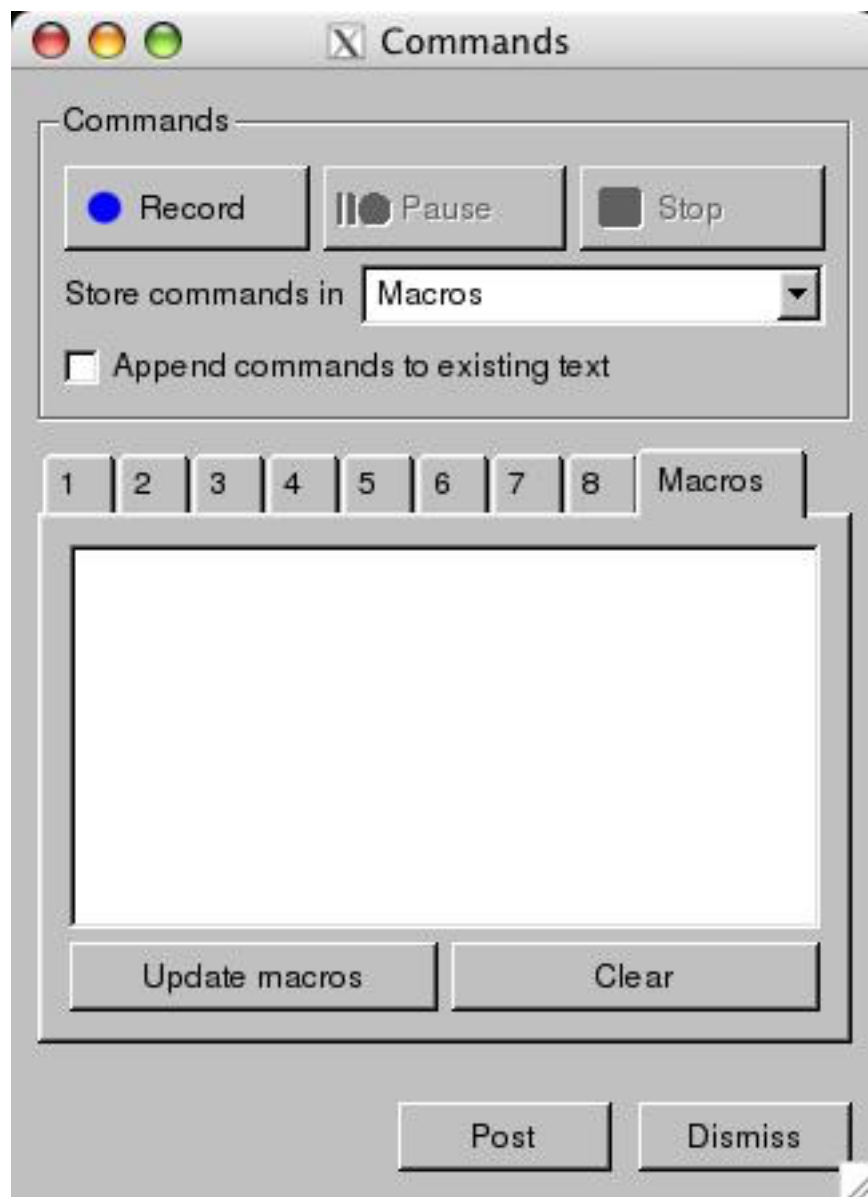 X Commands
Commands
Record Pause Stop
Store commands in Macros
Append commands to existing text
1 2 3 4 5 6 7 8 Macros
Update macros Clear
Post Dismiss